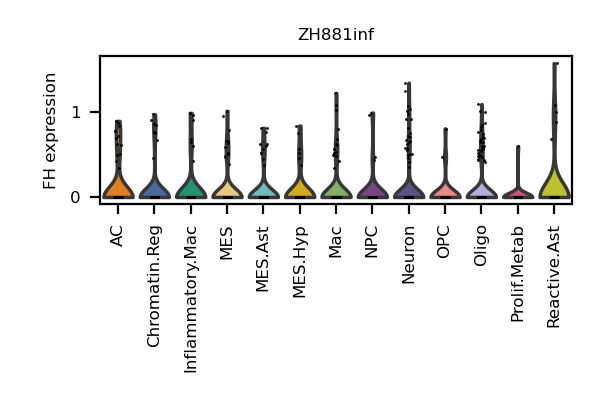 ZH881inf
FH expression
1
0
AC
Chromatin.Reg
Inflammatory.Mac
MES
MES.Ast
MES.Hyp
Mac
NPC
Neuron
OPC
Oligo
Prolif.Metab
Reactive.Ast